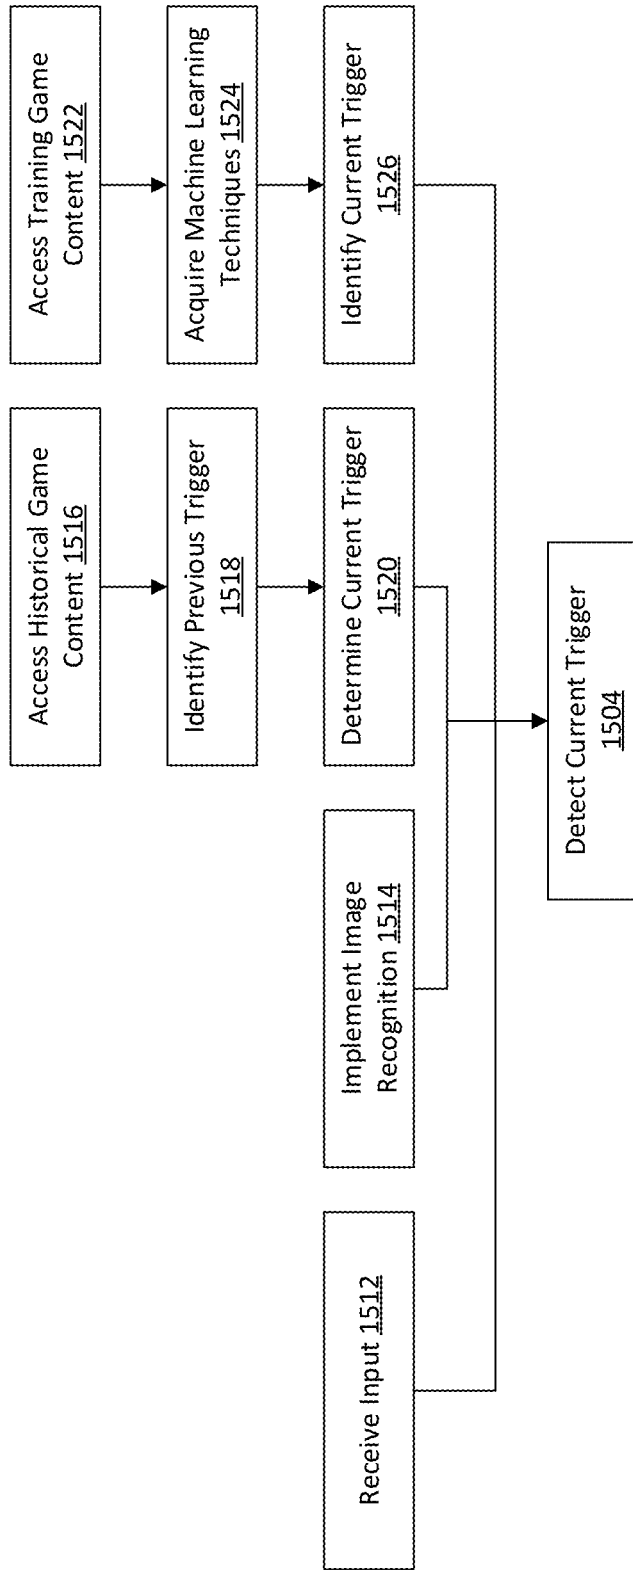 Access Training Game
Content 1522
Acquire Machine Learning
Techniques 1524
Identify Current Trigger
1526
Access Historical Game
Content 1516
Identify Previous Trigger
1518
Determine Current Trigger
1520
Implement Image
Recognition 1514
Receive Input 1512
Detect Current Trigger
1504